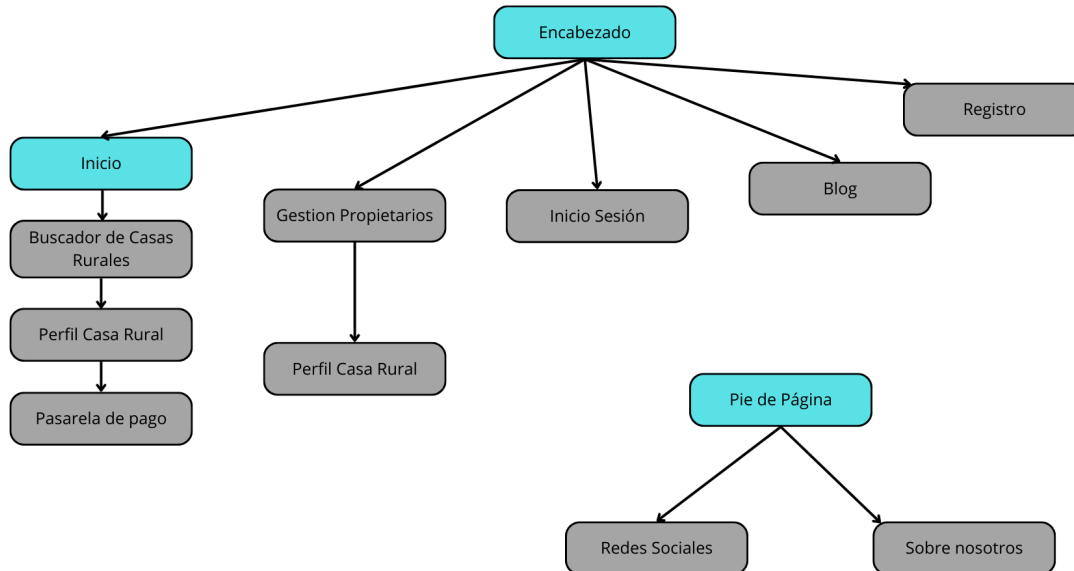 Encabezado
Registro
Inicio
Blog
Gestion Propietarios
Inicio Sesión
Buscador de Casas
Rurales
Perfil Casa Rural
Perfil Casa Rural
Pasarela de pago
Pie de Página
Redes Sociales
Sobre nosotros